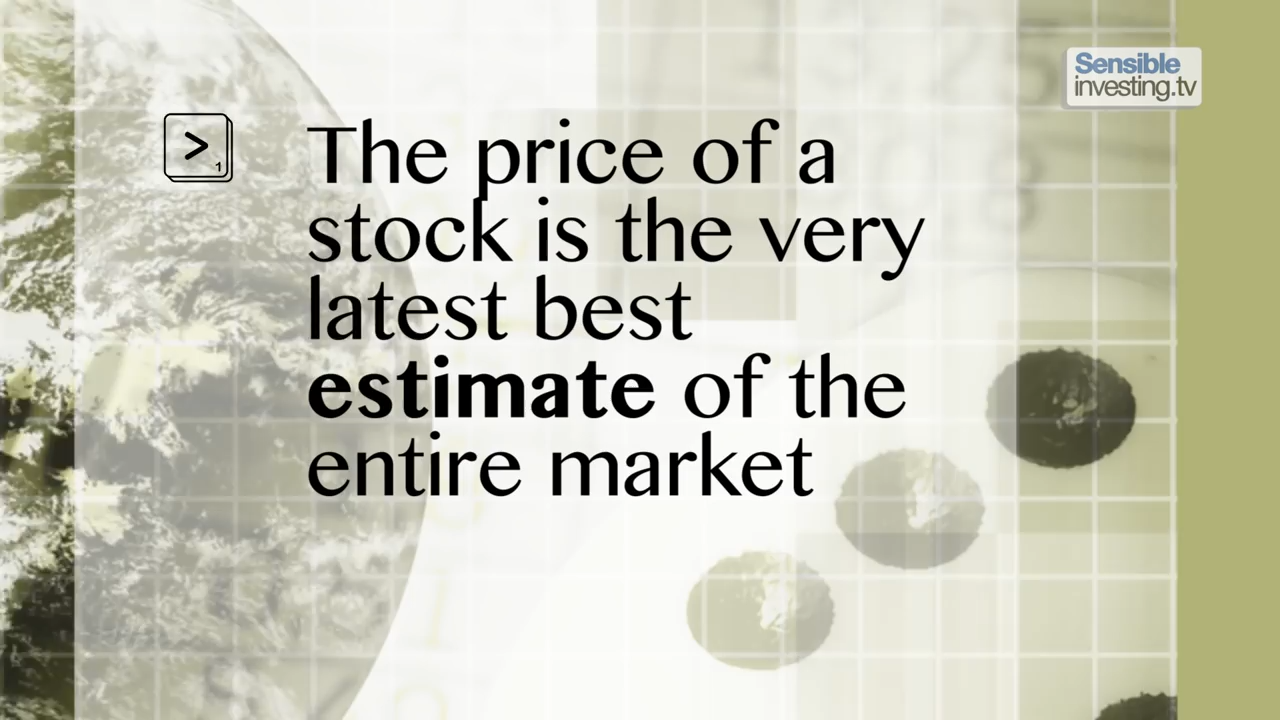 Sensible
investing.tv
>
1
The price of a
stock is the very
latest best
estimate of the
entire market